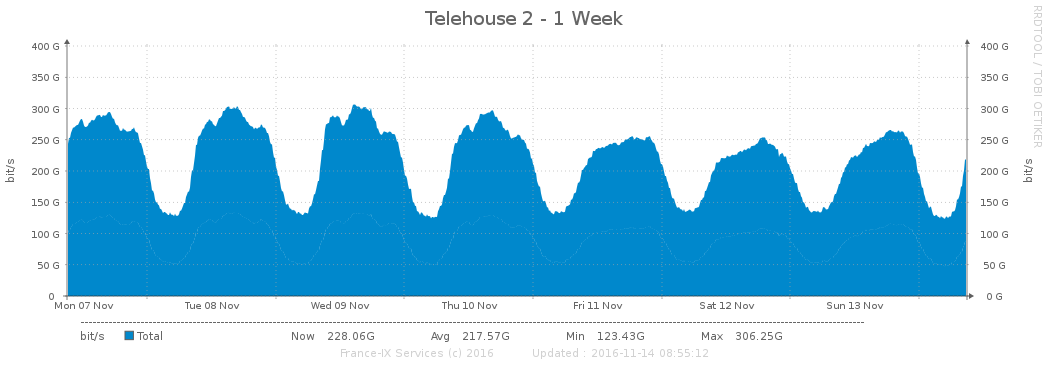 Telehouse 2 - 1 Week
RRDTOOL / TOBI OETIKER
400 G 400 G
350 G 350 G
300 G 300 G
250 G 250 G
200 G 200 G
150 G 150 G
100 G 100 G
50 G 50 G
0 0 G
bit/s bit/s
Mon 07 Nov Tue 08 Nov Wed 09 Nov Thu 10 Nov Fri 11 Nov Sat 12 Nov Sun 13 Nov
bit/s Total Now 228.06G Avg 217.57G Min 123.43G Max 306.25G
France-IX Services (c) 2016 Updated : 2016-11-14 08:55:12